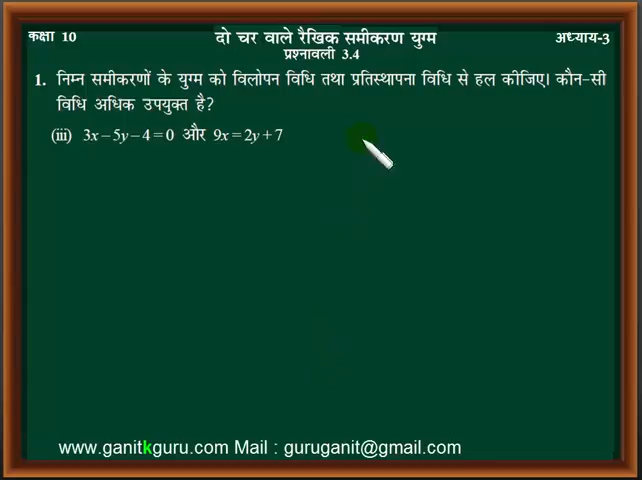 कक्षा 10
दो चर वाले रैखिक समीकरण युग्म
अध्याय-3
प्रश्नावली 3.4
1. निम्न समीकरणों के युग्म को विलोपन विधि तथा प्रतिस्थापना विधि से हल कीजिए। कौन-सी
विधि अधिक उपयुक्त है?
(iii) 3x – 5y – 4 = 0 और 9x = 2y + 7
www.ganitkguru.com Mail : guruganit@gmail.com